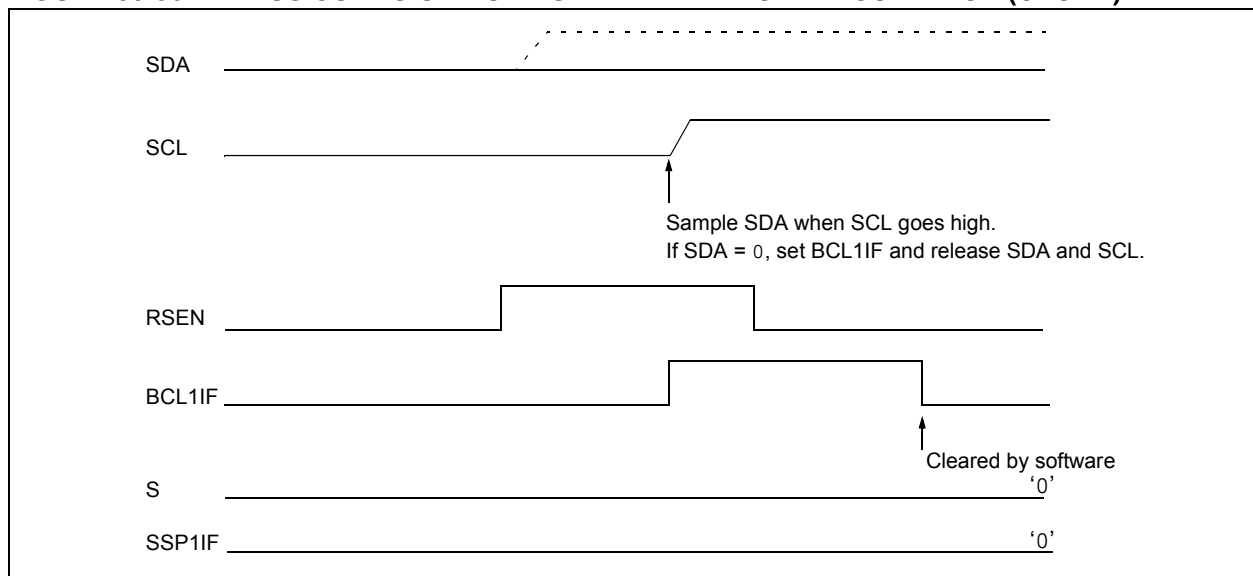 SDA
SCL
Sample SDA when SCL goes high.
If SDA = 0, set BCL1IF and release SDA and SCL.
RSEN
BCL1IF
Cleared by software
S
‘0’
SSP1IF
‘0’